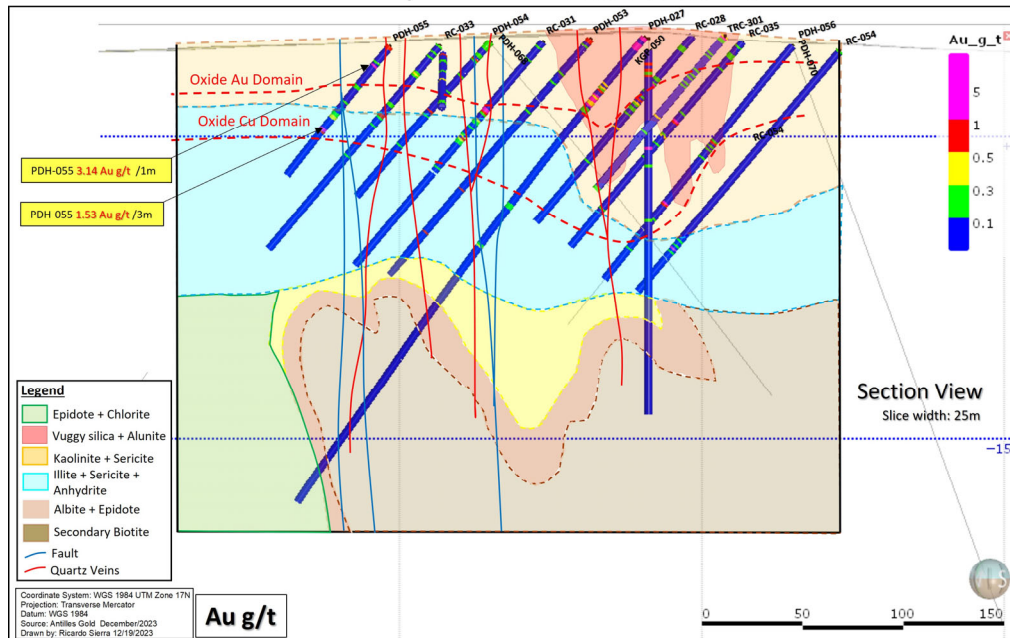 PDH-055
RC-033
PDH-054
PDH-068
RC-031
PDH-053
PDH-027
KGP-050
RC-028
TRC-301
RC-035
PDH-056
PDH-070
RC-054
RC-054
Au_g_t
5
1
0.5
0.3
0.1
Oxide Au Domain
Oxide Cu Domain
PDH-055 3.14 Au g/t /1m
PDH 055 1.53 Au g/t /3m
Section View
Slice width: 25m
-15
Legend
Epidote + Chlorite
Vuggy silica + Alunite
Kaolinite + Sericite
Illite + Sericite +
Anhydrite
Albite + Epidote
Secondary Biotite
Fault
Quartz Veins
Coordinate System: WGS 1984 UTM Zone 17N
Projection: Transverse Mercator
Datum: WGS 1984
Source: Antilles Gold December/2023
Drawn by: Ricardo Sierra 12/19/2023
Au g/t
0 50 100 150